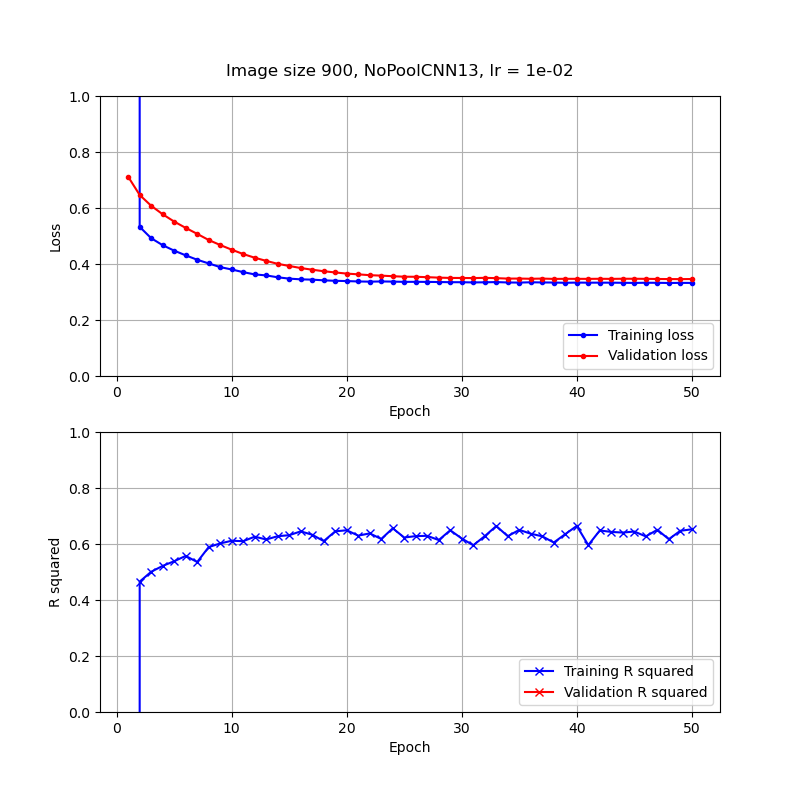 Image size 900, NoPoolCNN13, lr = 1e-02
1.0
0.8
0.6
0.4
0.2
0.0
Loss
Training loss
Validation loss
0 10 20 30 40 50
Epoch
1.0
0.8
0.6
0.4
0.2
0.0
R squared
Training R squared
Validation R squared
0 10 20 30 40 50
Epoch